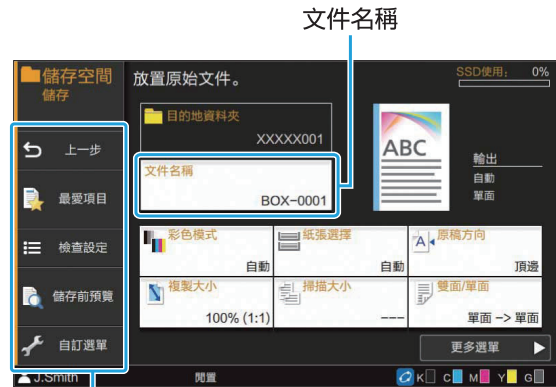 文件名稱
儲存空間
儲存
放置原始文件。
SSD使用： 0%
目的地資料夾
XXXXX001
文件名稱
BOX-0001
ABC
輸出
自動
單面
上一步
最愛項目
檢查設定
儲存前預覽
自訂選單
彩色模式
自動
紙張選擇
自動
A
原稿方向
頂邊
複製大小
100% (1:1)
掃描大小
---
雙面/單面
單面 -> 單面
更多選單
J.Smith
閒置
K C M Y G